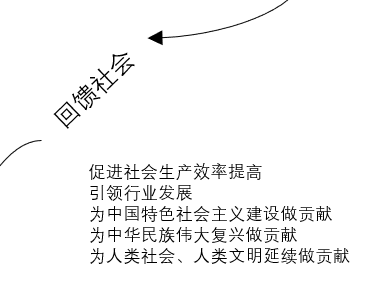 回馈社会
促进社会生产效率提高
引领行业发展
为中国特色社会主义建设做贡献
为中华民族伟大复兴做贡献
为人类社会、人类文明延续做贡献